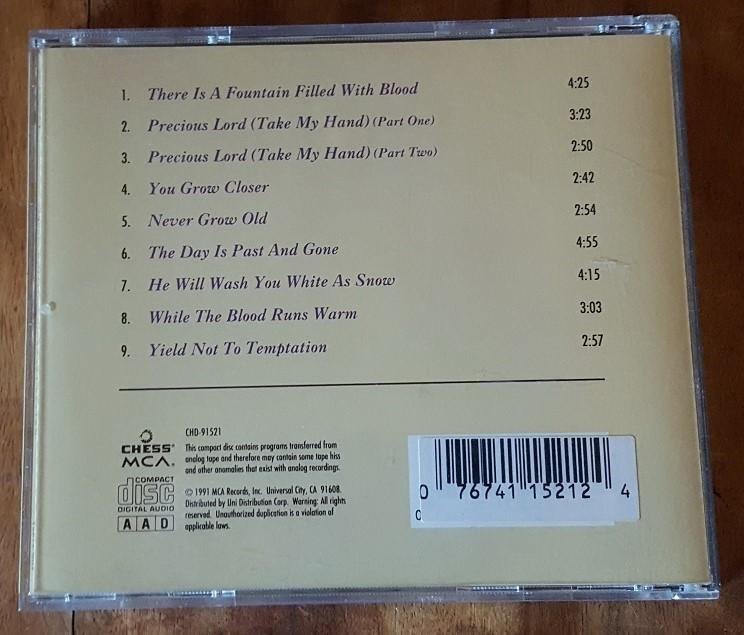 1. There Is A Fountain Filled With Blood 4:25
2. Precious Lord (Take My Hand) (Part One) 3:23
3. Precious Lord (Take My Hand) (Part Two) 2:50
4. You Grow Closer 2:42
5. Never Grow Old 2:54
6. The Day Is Past And Gone 4:55
7. He Will Wash You White As Snow 4:15
8. While The Blood Runs Warm 3:03
9. Yield Not To Temptation 2:57
CHESS®
MCA®
COMPACT
disc
DIGITAL AUDIO
A A D
CHD-91521
This compact disc contains programs transferred from
analog tape and therefore may contain some tape hiss
and other anomalies that exist with analog recordings.
© 1991 MCA Records, Inc. Universal City, CA 91608.
Distributed by Uni Distribution Corp. Warning: All rights
reserved. Unauthorized duplication is a violation of
applicable laws.
0 76741 15212 4